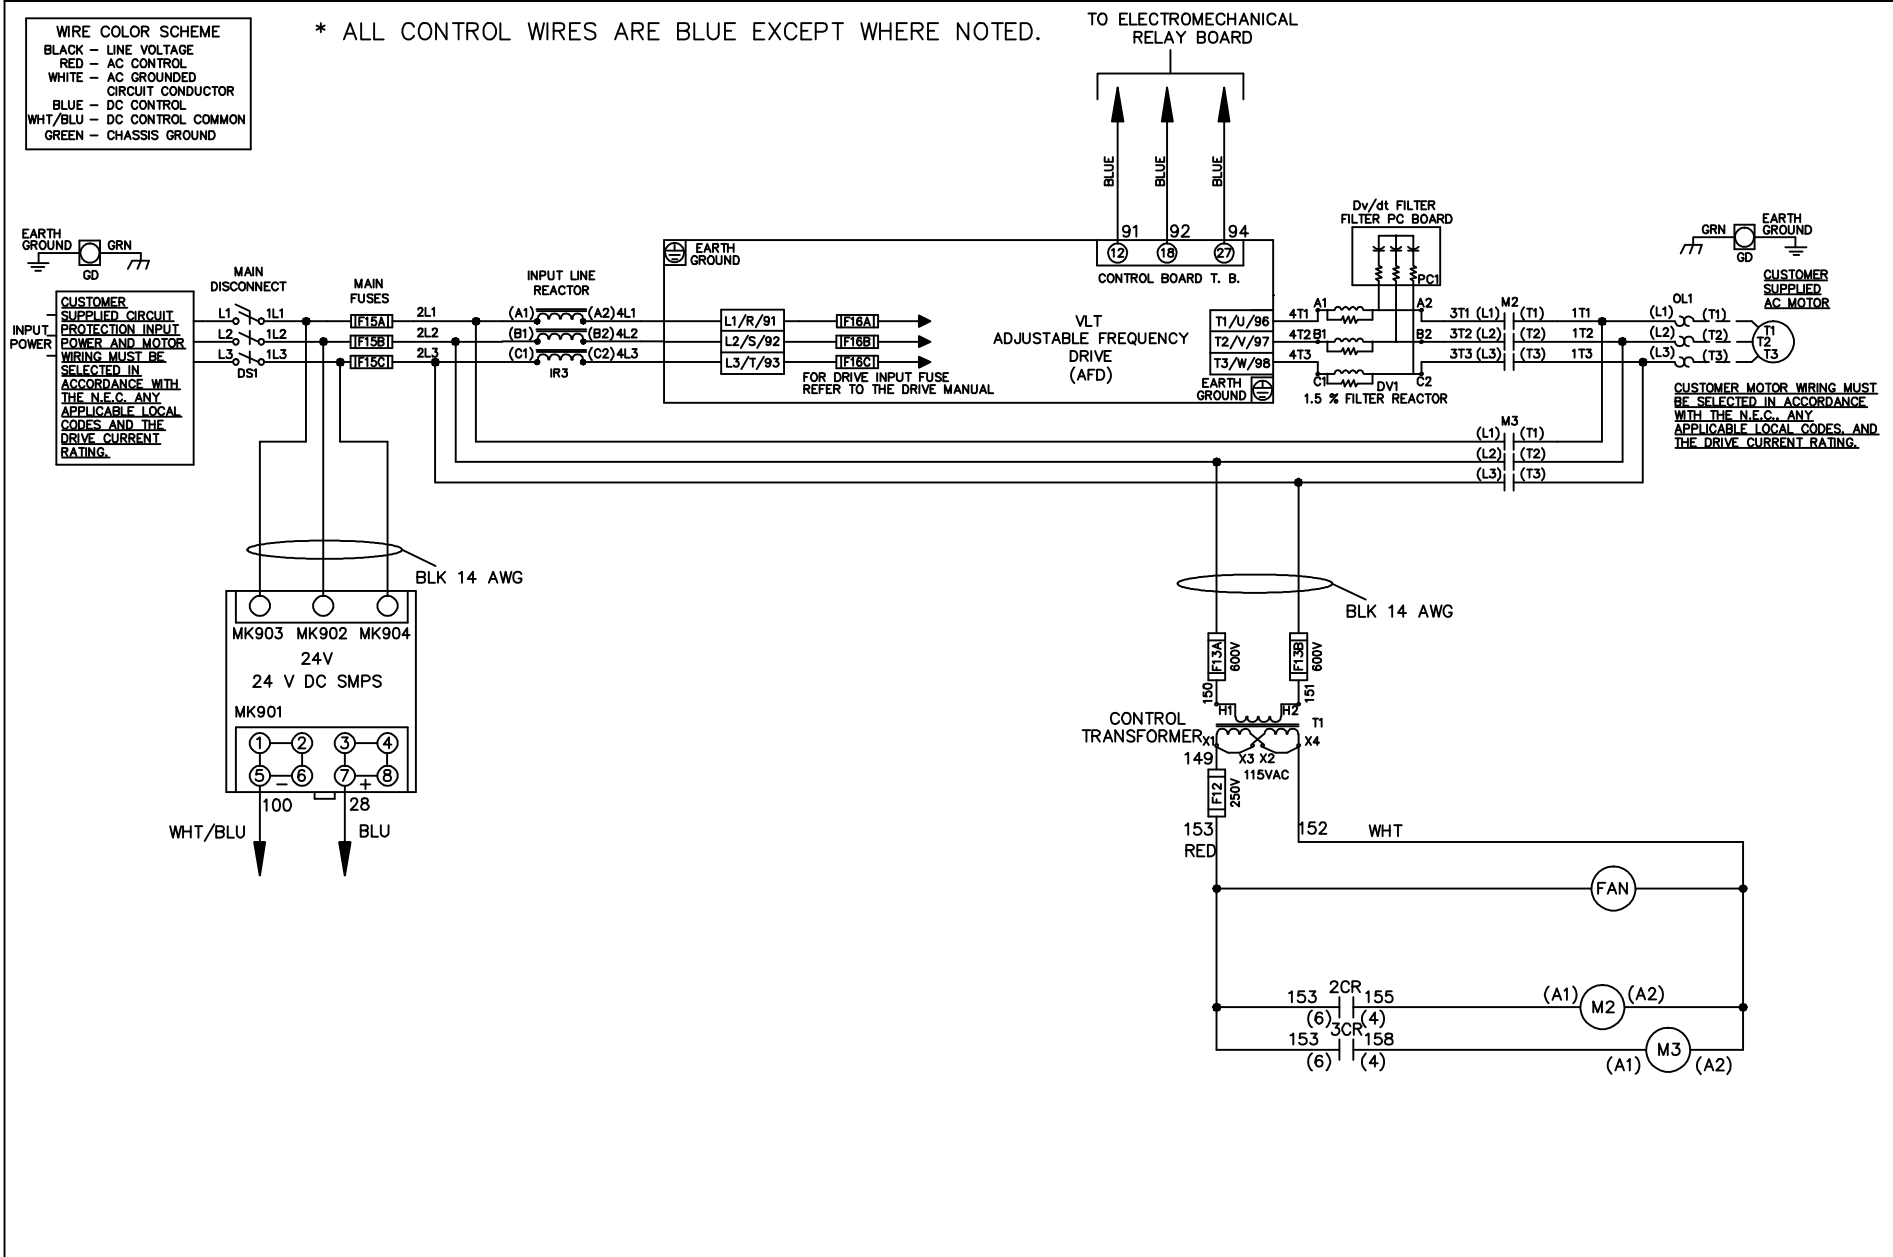 WIRE COLOR SCHEME
BLACK – LINE VOLTAGE
RED – AC CONTROL
WHITE – AC GROUNDED
CIRCUIT CONDUCTOR
BLUE – DC CONTROL
WHT/BLU – DC CONTROL COMMON
GREEN – CHASSIS GROUND
* ALL CONTROL WIRES ARE BLUE EXCEPT WHERE NOTED.
TO ELECTROMECHANICAL
RELAY BOARD
BLUE
BLUE
BLUE
91 92 94
12 18 27
CONTROL BOARD T. B.
EARTH
GROUND
GRN
GD
CUSTOMER
SUPPLIED CIRCUIT
PROTECTION INPUT
POWER AND MOTOR
WIRING MUST BE
SELECTED IN
ACCORDANCE WITH
THE N.E.C. ANY
APPLICABLE LOCAL
CODES AND THE
DRIVE CURRENT
RATING.
INPUT
POWER
MAIN
DISCONNECT
L1 1L1
L2 1L2
L3 1L3
DS1
MAIN
FUSES
F15A
F15B
F15C
2L1
2L2
2L3
INPUT LINE
REACTOR
(A1) (A2) 4L1
(B1) (B2) 4L2
(C1) (C2) 4L3
IR3
EARTH
GROUND
L1/R/91
L2/S/92
L3/T/93
F16A
F16B
F16C
FOR DRIVE INPUT FUSE
REFER TO THE DRIVE MANUAL
VLT
ADJUSTABLE FREQUENCY
DRIVE
(AFD)
T1/U/96
T2/V/97
T3/W/98
EARTH
GROUND
Dv/dt FILTER
FILTER PC BOARD
PC1
4T1 A1 A2
4T2 B1 B2
4T3
C1 C2
DV1
1.5 % FILTER REACTOR
M2
3T1 (L1) (T1) 1T1
3T2 (L2) (T2) 1T2
3T3 (L3) (T3) 1T3
OL1
(L1) (T1)
(L2) (T2)
(L3) (T3)
T1
T2
T3
GRN
GD
EARTH
GROUND
CUSTOMER
SUPPLIED
AC MOTOR
CUSTOMER MOTOR WIRING MUST
BE SELECTED IN ACCORDANCE
WITH THE N.E.C., ANY
APPLICABLE LOCAL CODES, AND
THE DRIVE CURRENT RATING.
M3
(L1) (T1)
(L2) (T2)
(L3) (T3)
BLK 14 AWG
MK903 MK902 MK904
24V
24 V DC SMPS
MK901
1 2 3 4
5 6 7 8
– +
100 28
WHT/BLU BLU
BLK 14 AWG
F13A
600V
F13B
600V
150
151
H1 H2
T1
CONTROL
TRANSFORMER
X1 X4
X3 X2
149
115VAC
F12
250V
153
RED
152 WHT
FAN
2CR
153 155
(6) (4)
(A1) M2 (A2)
3CR
153 158
(6) (4)
M3
(A1) (A2)